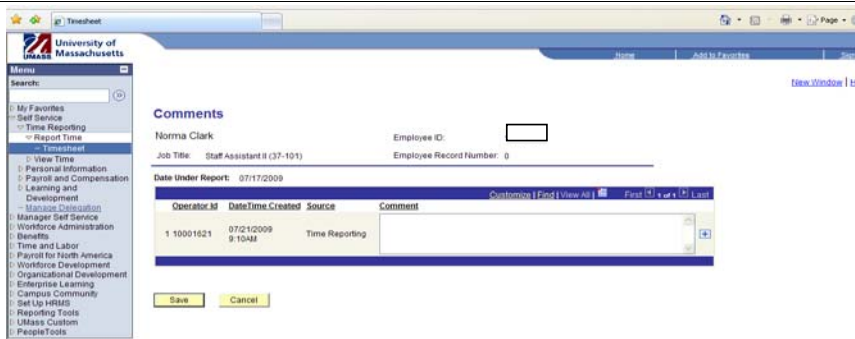 Timesheet
Page
University of
Massachusetts
UMASS
Home
Add to Favorites
Menu
Search:
New Window
My Favorites
Self Service
Time Reporting
Report Time
Timesheet
View Time
Personal Information
Payroll and Compensation
Learning and
Development
Manage Delegation
Manager Self Service
Workforce Administration
Benefits
Time and Labor
Payroll for North America
Workforce Development
Organizational Development
Enterprise Learning
Campus Community
Set Up HRMS
Reporting Tools
UMass Custom
PeopleTools
Comments
Norma Clark
Employee ID:
Job Title: Staff Assistant II (37-101)
Employee Record Number: 0
Date Under Report: 07/17/2009
Customize | Find | View All | First 1 of 1 Last
Operator Id DateTime Created Source Comment
1 10001621 07/21/2009 9:10AM Time Reporting
Save Cancel